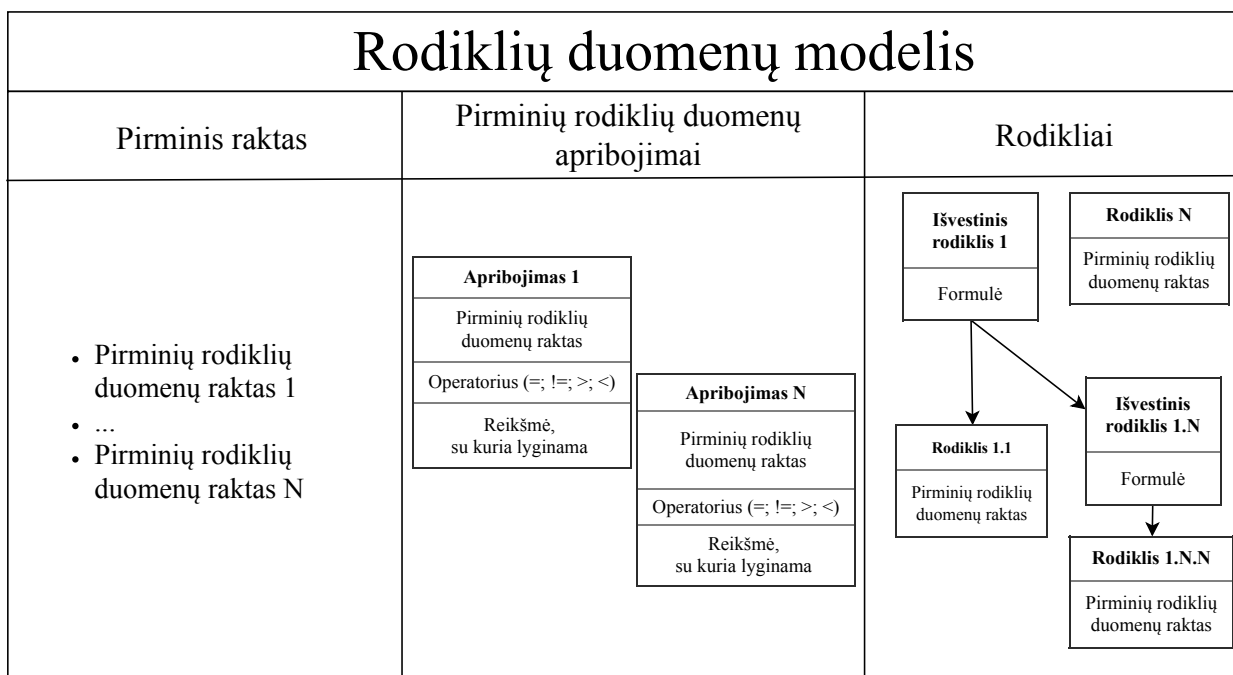 Rodiklių duomenų modelis
Pirminis raktas
Pirminių rodiklių duomenų
apribojimai
Rodikliai
• Pirminių rodiklių
duomenų raktas 1
• ...
• Pirminių rodiklių
duomenų raktas N
Apribojimas 1
Pirminių rodiklių
duomenų raktas
Operatorius (=; !=; >; <)
Reikšmė,
su kuria lyginama
Apribojimas N
Pirminių rodiklių
duomenų raktas
Operatorius (=; !=; >; <)
Reikšmė,
su kuria lyginama
Išvestinis
rodiklis 1
Formulė
Rodiklis N
Pirminių rodiklių
duomenų raktas
Rodiklis 1.1
Pirminių rodiklių
duomenų raktas
Išvestinis
rodiklis 1.N
Formulė
Rodiklis 1.N.N
Pirminių rodiklių
duomenų raktas